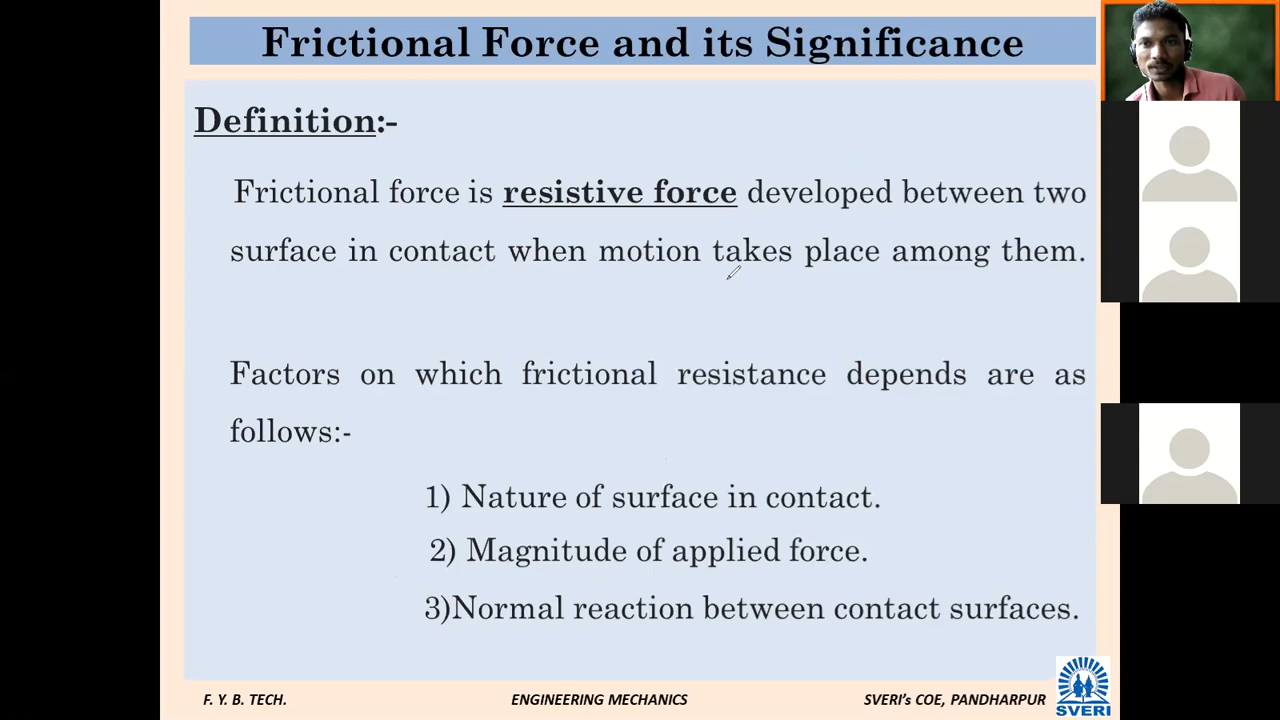 Frictional Force and its Significance
Definition:-
Frictional force is resistive force developed between two
surface in contact when motion takes place among them.
Factors on which frictional resistance depends are as
follows:-
1) Nature of surface in contact.
2) Magnitude of applied force.
3)Normal reaction between contact surfaces.
F. Y. B. TECH.
ENGINEERING MECHANICS
SVERI's COE, PANDHARPUR
SVERI